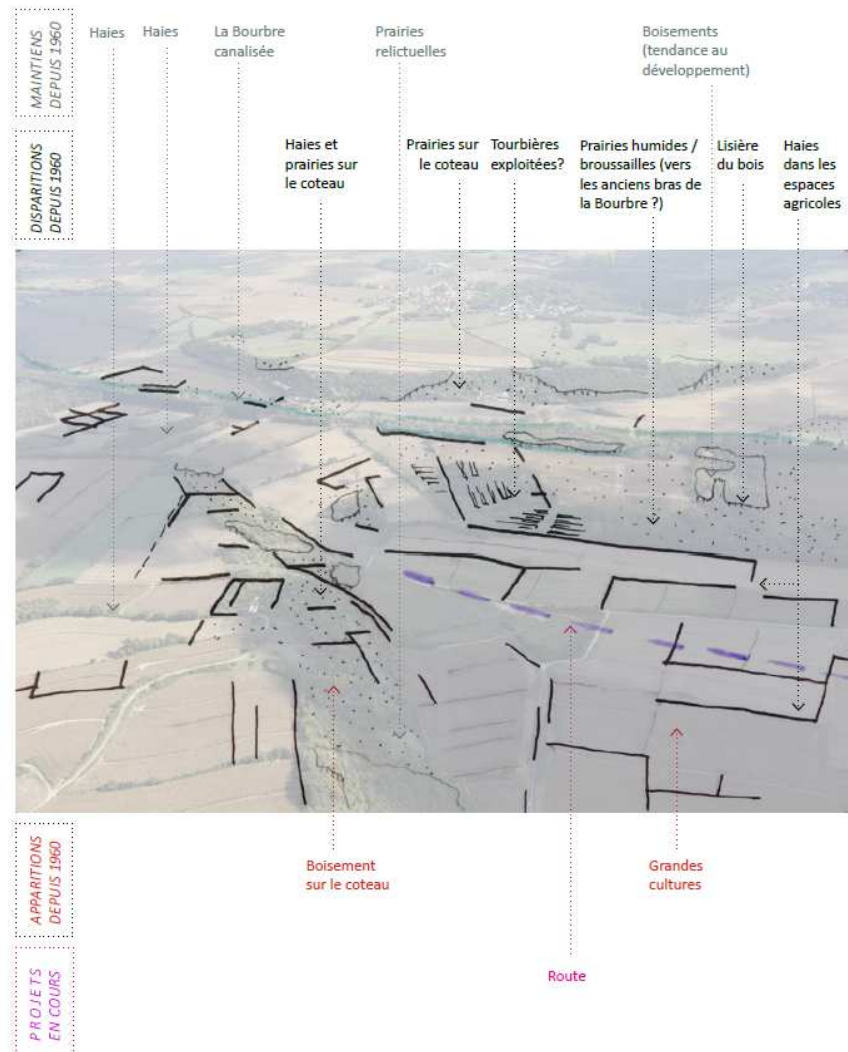 MAINTIENS
DEPUIS 1960
Haies
Haies
La Bourbre
canalisée
Prairies
relictuelles
Boisements
(tendance au
développement)
DISPARITIONS
DEPUIS 1960
Haies et
prairies sur
le coteau
Prairies sur
le coteau
Tourbières
exploitées?
Prairies humides /
broussailles (vers
les anciens bras de
la Bourbre ?)
Lisière
du bois
Haies
dans les
espaces
agricoles
APPARITIONS
DEPUIS 1960
Boisement
sur le coteau
Grandes
cultures
PROJETS
EN COURS
Route